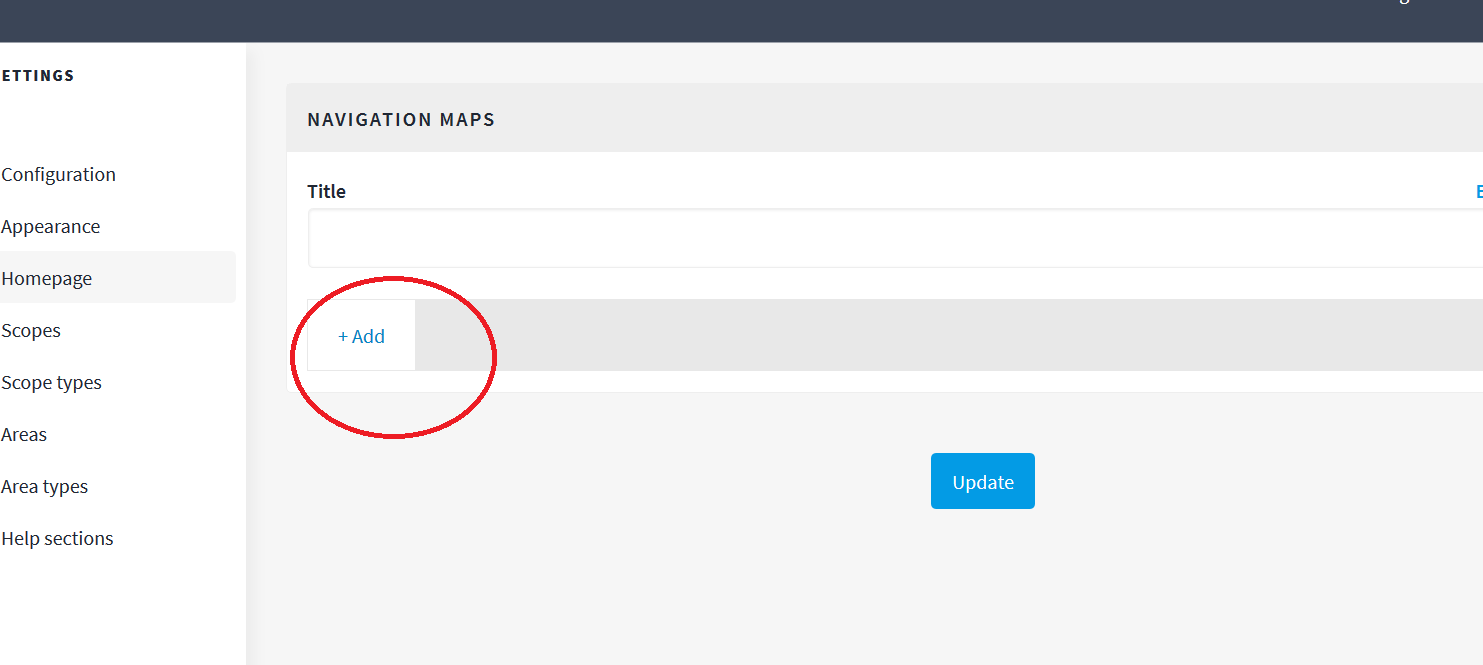 ETTINGS
Configuration
Appearance
Homepage
Scopes
Scope types
Areas
Area types
Help sections
NAVIGATION MAPS
Title
+ Add
Update